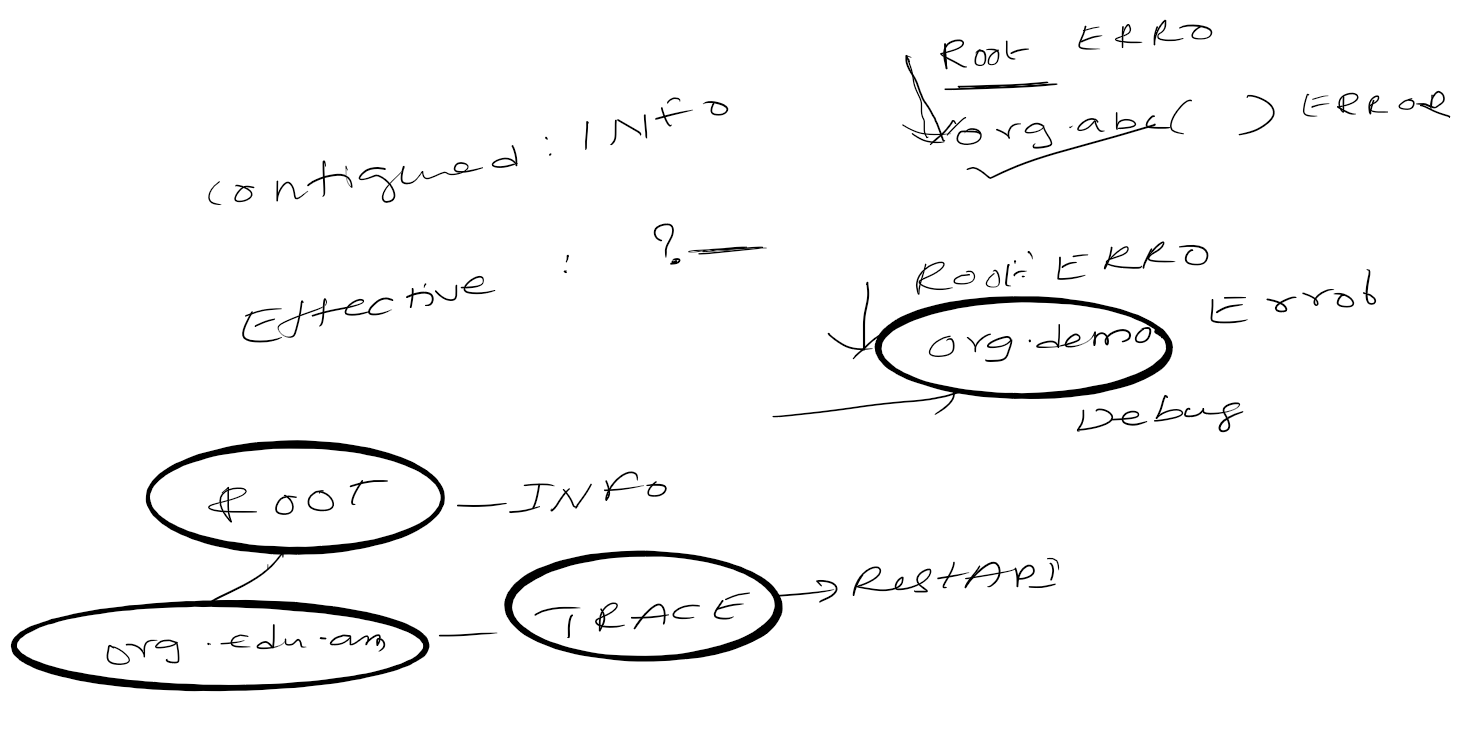 Root ERRO
org.abc( ) ERROR
Configured : INFO
Effective : ?
Root: ERRO
org.demo Error
Debug
ROOT - INFO
org.edu.am - TRACE → RestAPI